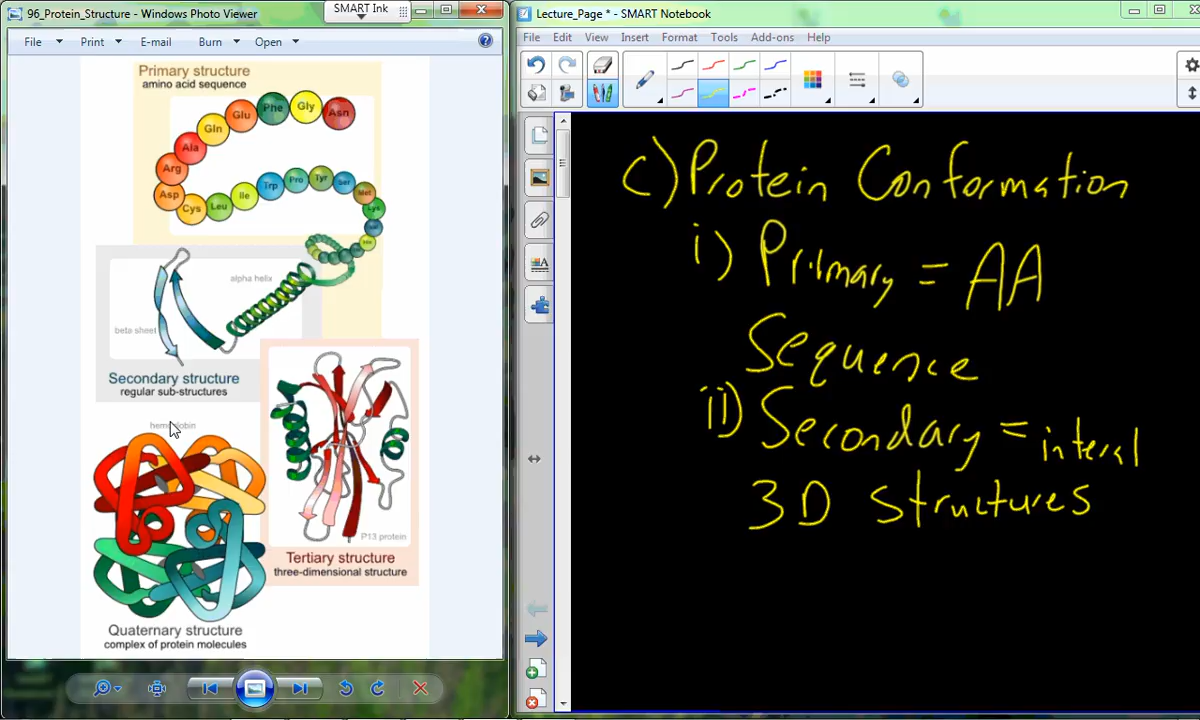 96_Protein_Structure - Windows Photo Viewer
SMART Ink
File Print E-mail Burn Open
Primary structure
amino acid sequence
Asn
Gly
Phe
Glu
Gln
Ala
Arg
Asp
Cys
Leu
Ile
Trp
Pro
Tyr
Ser
Met
Lys
alpha helix
beta sheet
Secondary structure
regular sub-structures
P13 protein
Tertiary structure
three-dimensional structure
Quaternary structure
complex of protein molecules
Lecture_Page * - SMART Notebook
File Edit View Insert Format Tools Add-ons Help
c) Protein Conformation
i) Primary = AA
Sequence
ii) Secondary = interal
3D Structures